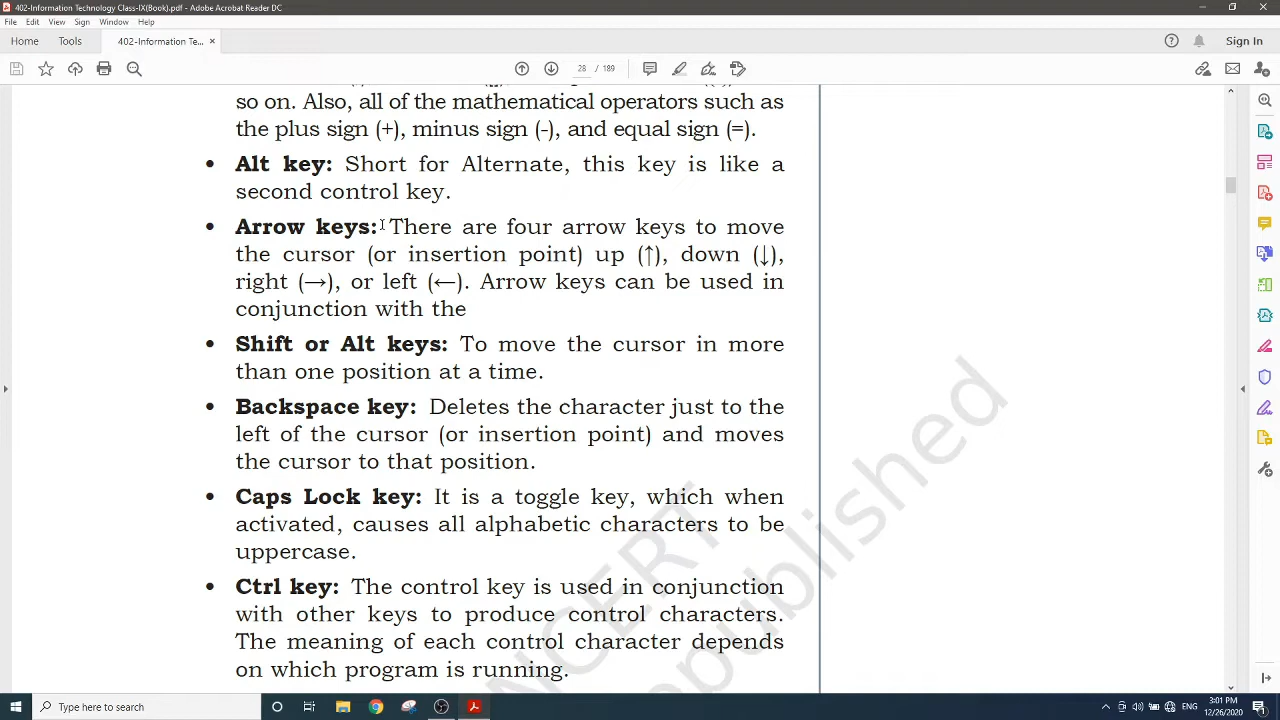 402-Information Technology Class-IX(Book).pdf - Adobe Acrobat Reader DC
File Edit View Sign Window Help
Home Tools 402-Information Te... × Sign In
28 / 189
so on. Also, all of the mathematical operators such as
the plus sign (+), minus sign (-), and equal sign (=).
• Alt key: Short for Alternate, this key is like a
second control key.
• Arrow keys: There are four arrow keys to move
the cursor (or insertion point) up (↑), down (↓),
right (→), or left (←). Arrow keys can be used in
conjunction with the
• Shift or Alt keys: To move the cursor in more
than one position at a time.
• Backspace key: Deletes the character just to the
left of the cursor (or insertion point) and moves
the cursor to that position.
• Caps Lock key: It is a toggle key, which when
activated, causes all alphabetic characters to be
uppercase.
• Ctrl key: The control key is used in conjunction
with other keys to produce control characters.
The meaning of each control character depends
on which program is running.
NCERT
published
Type here to search
ENG
3:01 PM
12/26/2020
1